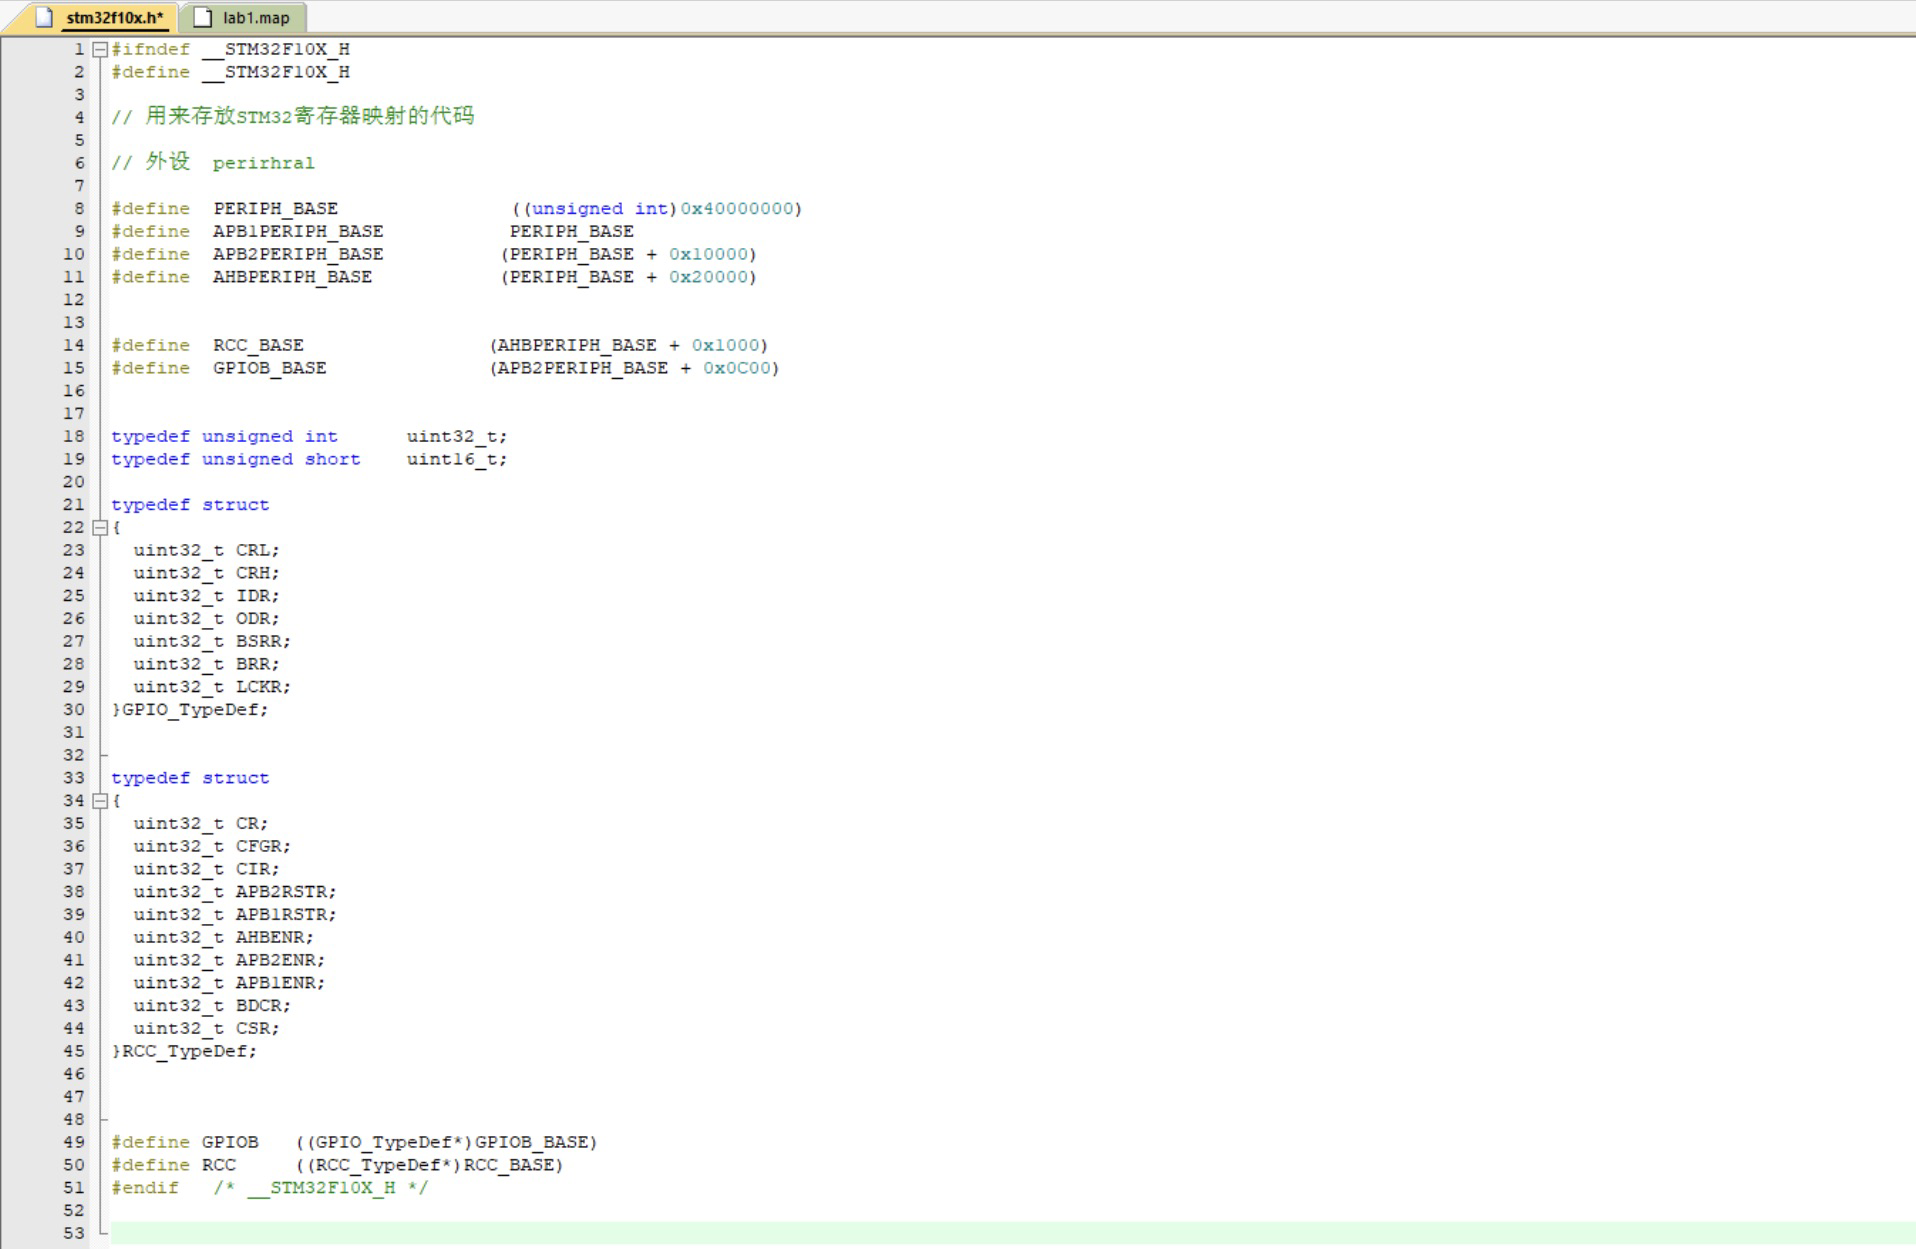 stm32f10x.h* lab1.map
1 #ifndef __STM32F10X_H
2 #define __STM32F10X_H
3
4 // 用来存放STM32寄存器映射的代码
5
6 // 外设 perirhral
7
8 #define PERIPH_BASE ((unsigned int)0x40000000)
9 #define APB1PERIPH_BASE PERIPH_BASE
10 #define APB2PERIPH_BASE (PERIPH_BASE + 0x10000)
11 #define AHBPERIPH_BASE (PERIPH_BASE + 0x20000)
12
13
14 #define RCC_BASE (AHBPERIPH_BASE + 0x1000)
15 #define GPIOB_BASE (APB2PERIPH_BASE + 0x0C00)
16
17
18 typedef unsigned int uint32_t;
19 typedef unsigned short uint16_t;
20
21 typedef struct
22 {
23 uint32_t CRL;
24 uint32_t CRH;
25 uint32_t IDR;
26 uint32_t ODR;
27 uint32_t BSRR;
28 uint32_t BRR;
29 uint32_t LCKR;
30 }GPIO_TypeDef;
31
32
33 typedef struct
34 {
35 uint32_t CR;
36 uint32_t CFGR;
37 uint32_t CIR;
38 uint32_t APB2RSTR;
39 uint32_t APB1RSTR;
40 uint32_t AHBENR;
41 uint32_t APB2ENR;
42 uint32_t APB1ENR;
43 uint32_t BDCR;
44 uint32_t CSR;
45 }RCC_TypeDef;
46
47
48
49 #define GPIOB ((GPIO_TypeDef*)GPIOB_BASE)
50 #define RCC ((RCC_TypeDef*)RCC_BASE)
51 #endif /* __STM32F10X_H */
52
53